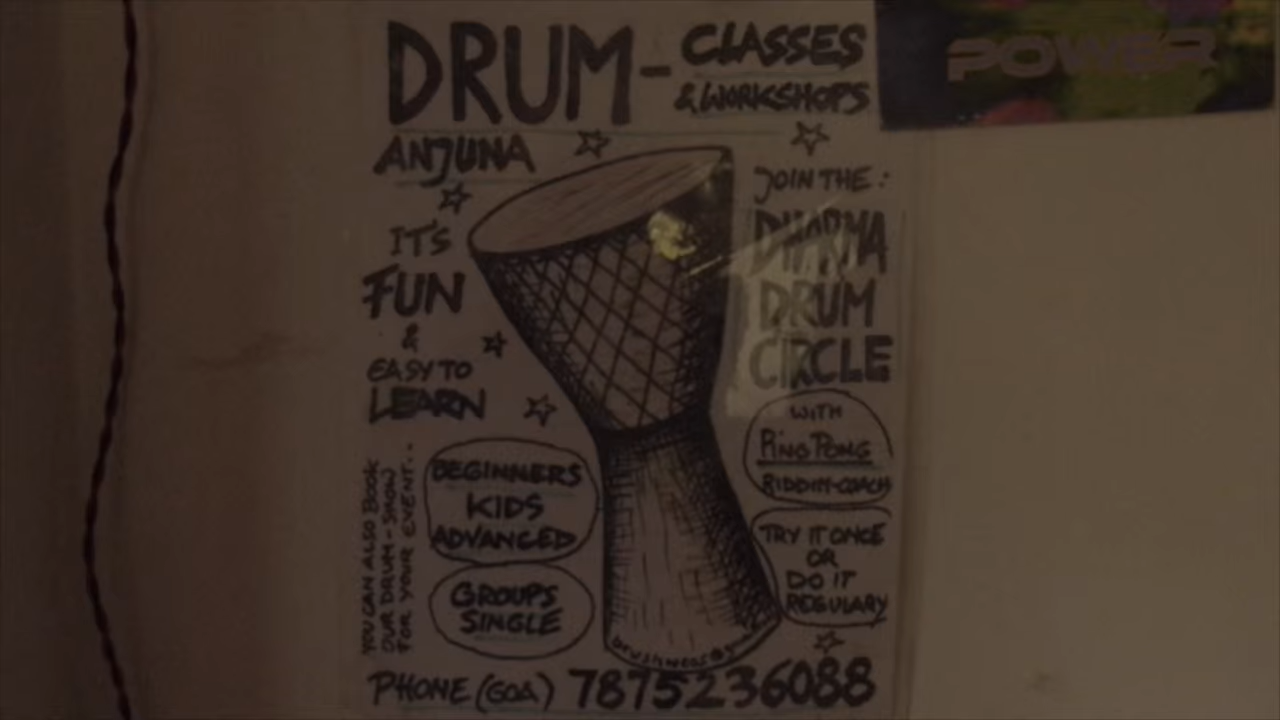 DRUM - CLASSES
& WORKSHOPS
POWER
ANJUNA
IT'S
FUN
&
EASY TO
LEARN
JOIN THE:
DHARMA
DRUM
CIRCLE
WITH
RING PONG
RIDDIM-COACH
BEGINNERS
KIDS
ADVANCED
GROUPS
SINGLE
TRY IT ONCE
OR
DO IT
REGULARY
YOU CAN ALSO BOOK
OUR DRUM-SHOW
FOR YOUR EVENT..
PHONE (GOA) 7875236088